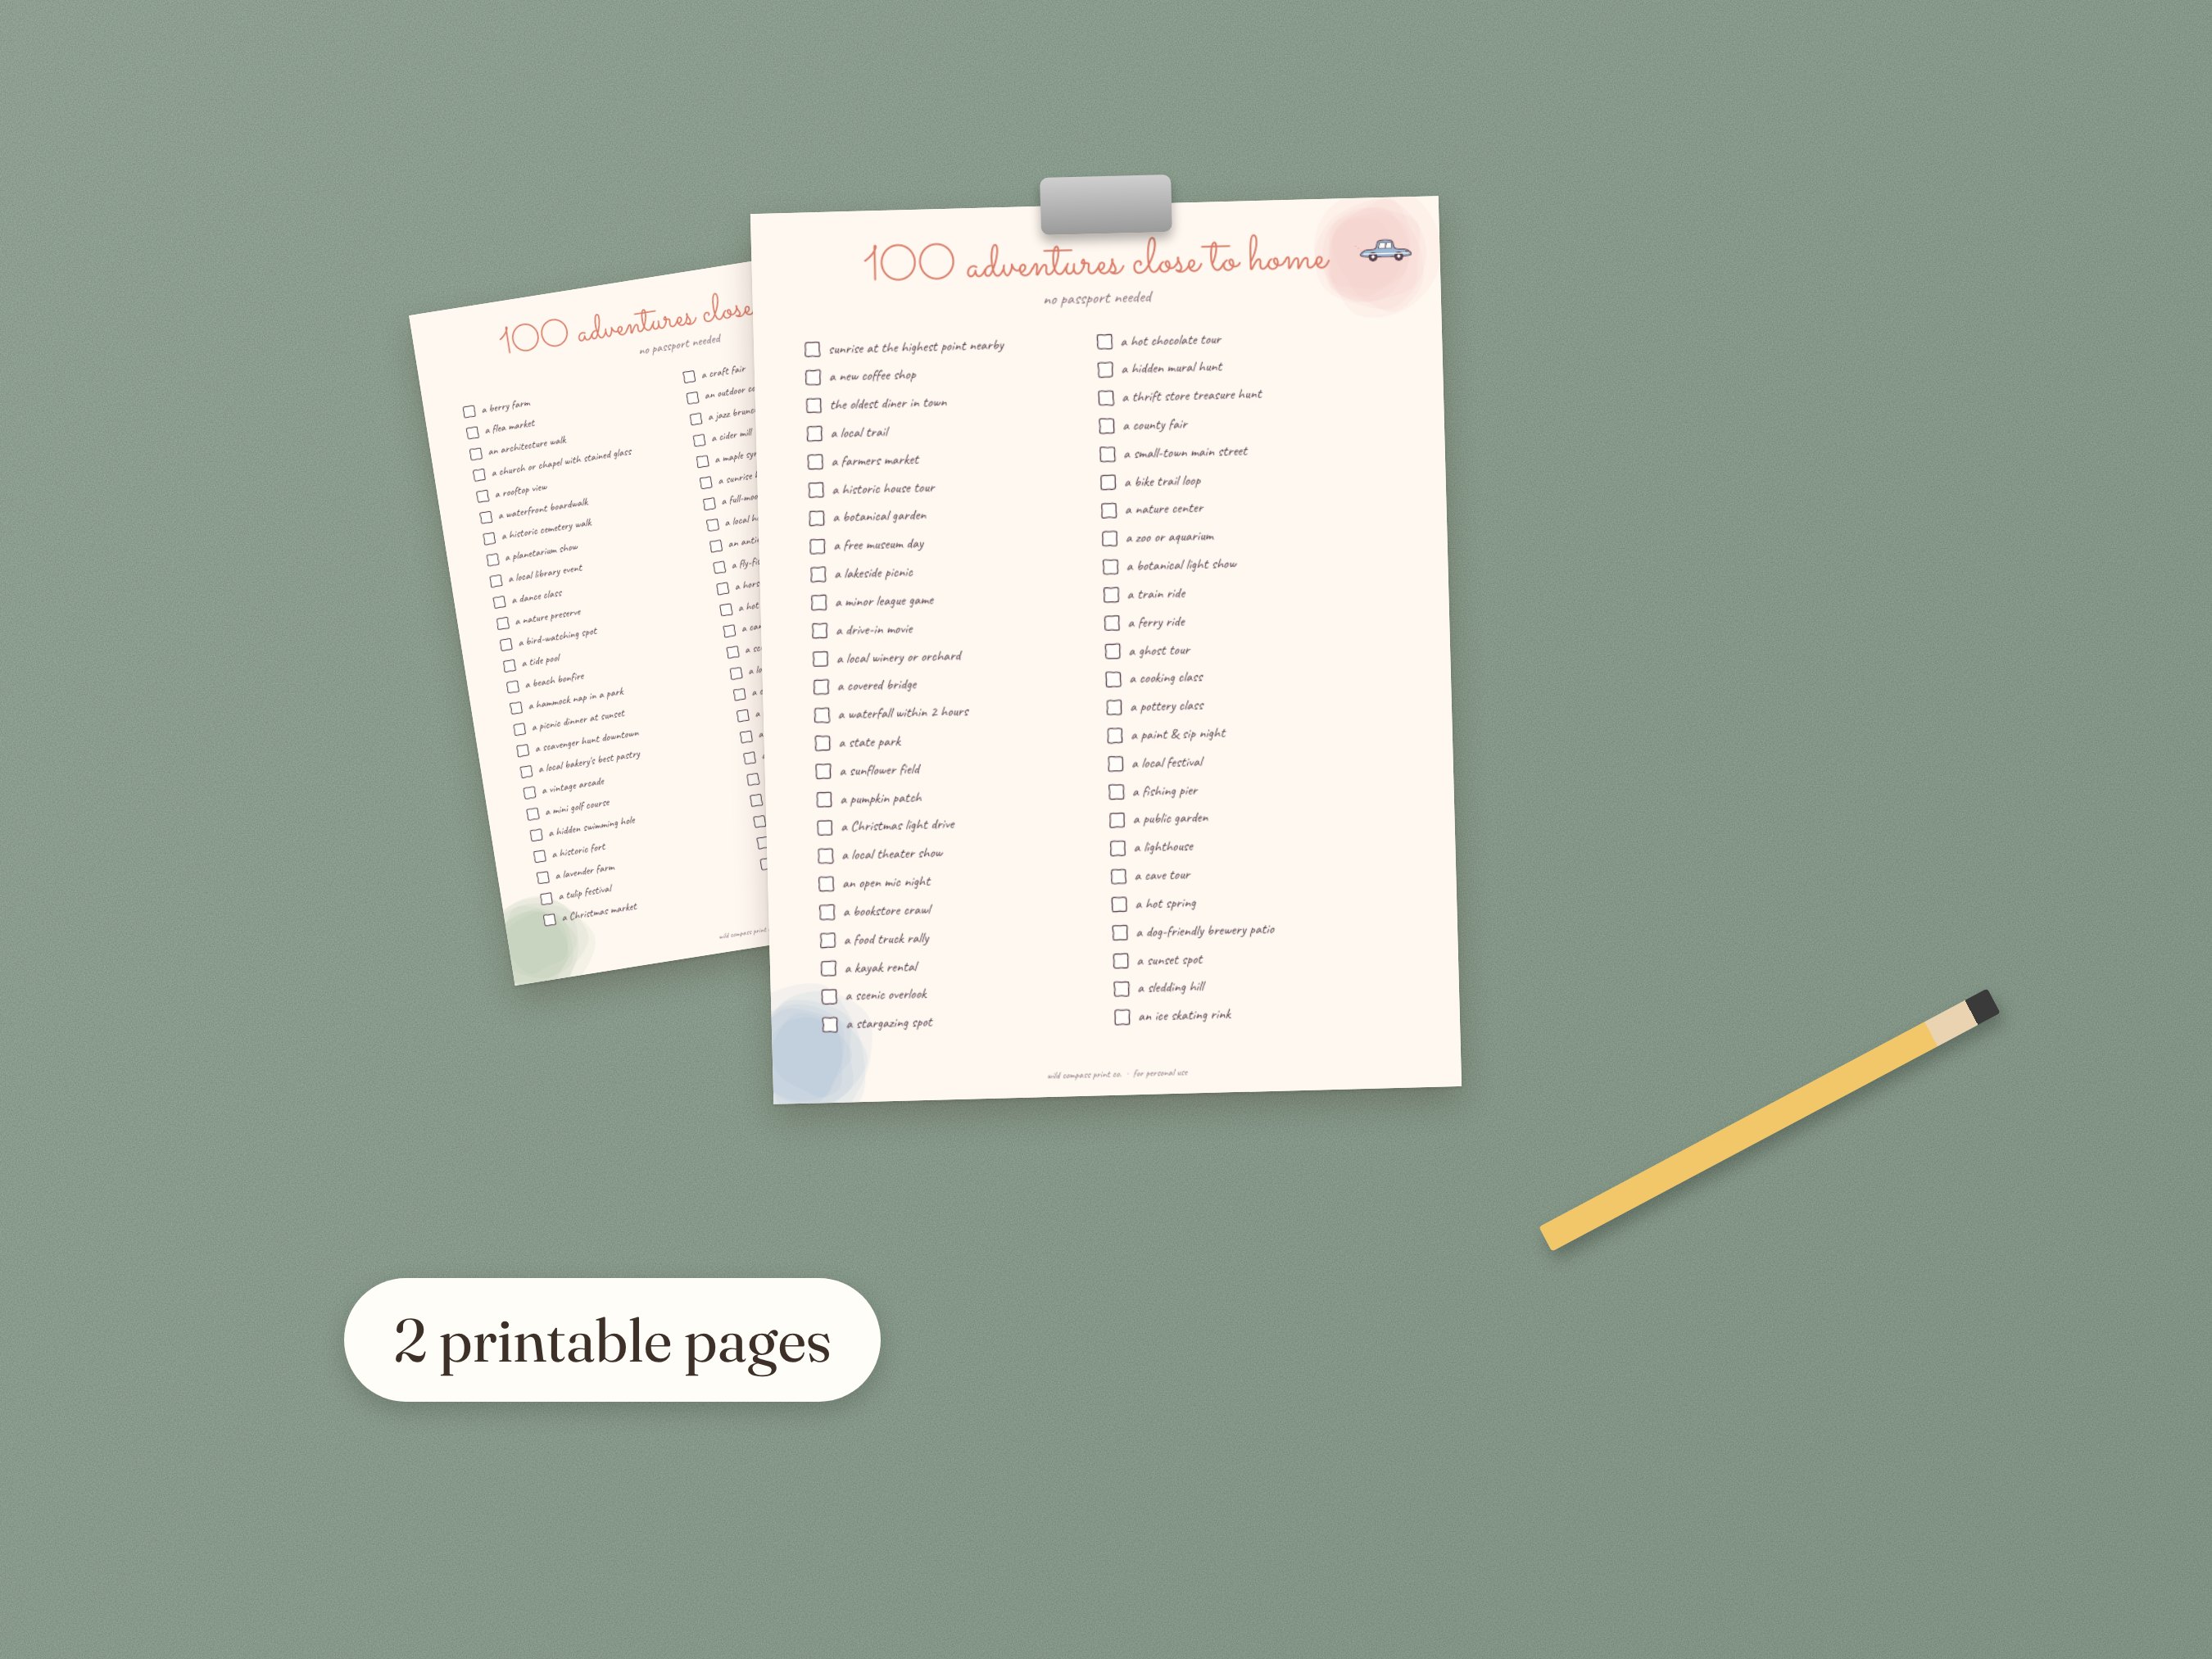 100 adventures close
no passport needed
a berry farm
a flea market
an architecture walk
a church or chapel with stained glass
a rooftop view
a waterfront boardwalk
a historic cemetery walk
a planetarium show
a local library event
a dance class
a nature preserve
a bird-watching spot
a tide pool
a beach bonfire
a hammock nap in a park
a picnic dinner at sunset
a scavenger hunt downtown
a local bakery's best pastry
a vintage arcade
a mini golf course
a hidden swimming hole
a historic fort
a lavender farm
a tulip festival
a Christmas market
a craft fair
an outdoor
a jazz
a cider mill
a maple
a sunrise
a
a local
an
a
a
a hot
a
a
a
a
a
wild compass print
100 adventures close to home
no passport needed
sunrise at the highest point nearby
a new coffee shop
the oldest diner in town
a local trail
a farmers market
a historic house tour
a botanical garden
a free museum day
a lakeside picnic
a minor league game
a drive-in movie
a local winery or orchard
a covered bridge
a waterfall within 2 hours
a state park
a sunflower field
a pumpkin patch
a Christmas light drive
a local theater show
an open mic night
a bookstore crawl
a food truck rally
a kayak rental
a scenic overlook
a stargazing spot
a hot chocolate tour
a hidden mural hunt
a thrift store treasure hunt
a county fair
a small-town main street
a bike trail loop
a nature center
a zoo or aquarium
a botanical light show
a train ride
a ferry ride
a ghost tour
a cooking class
a pottery class
a paint & sip night
a local festival
a fishing pier
a public garden
a lighthouse
a cave tour
a hot spring
a dog-friendly brewery patio
a sunset spot
a sledding hill
an ice skating rink
wild compass print co. · for personal use
2 printable pages